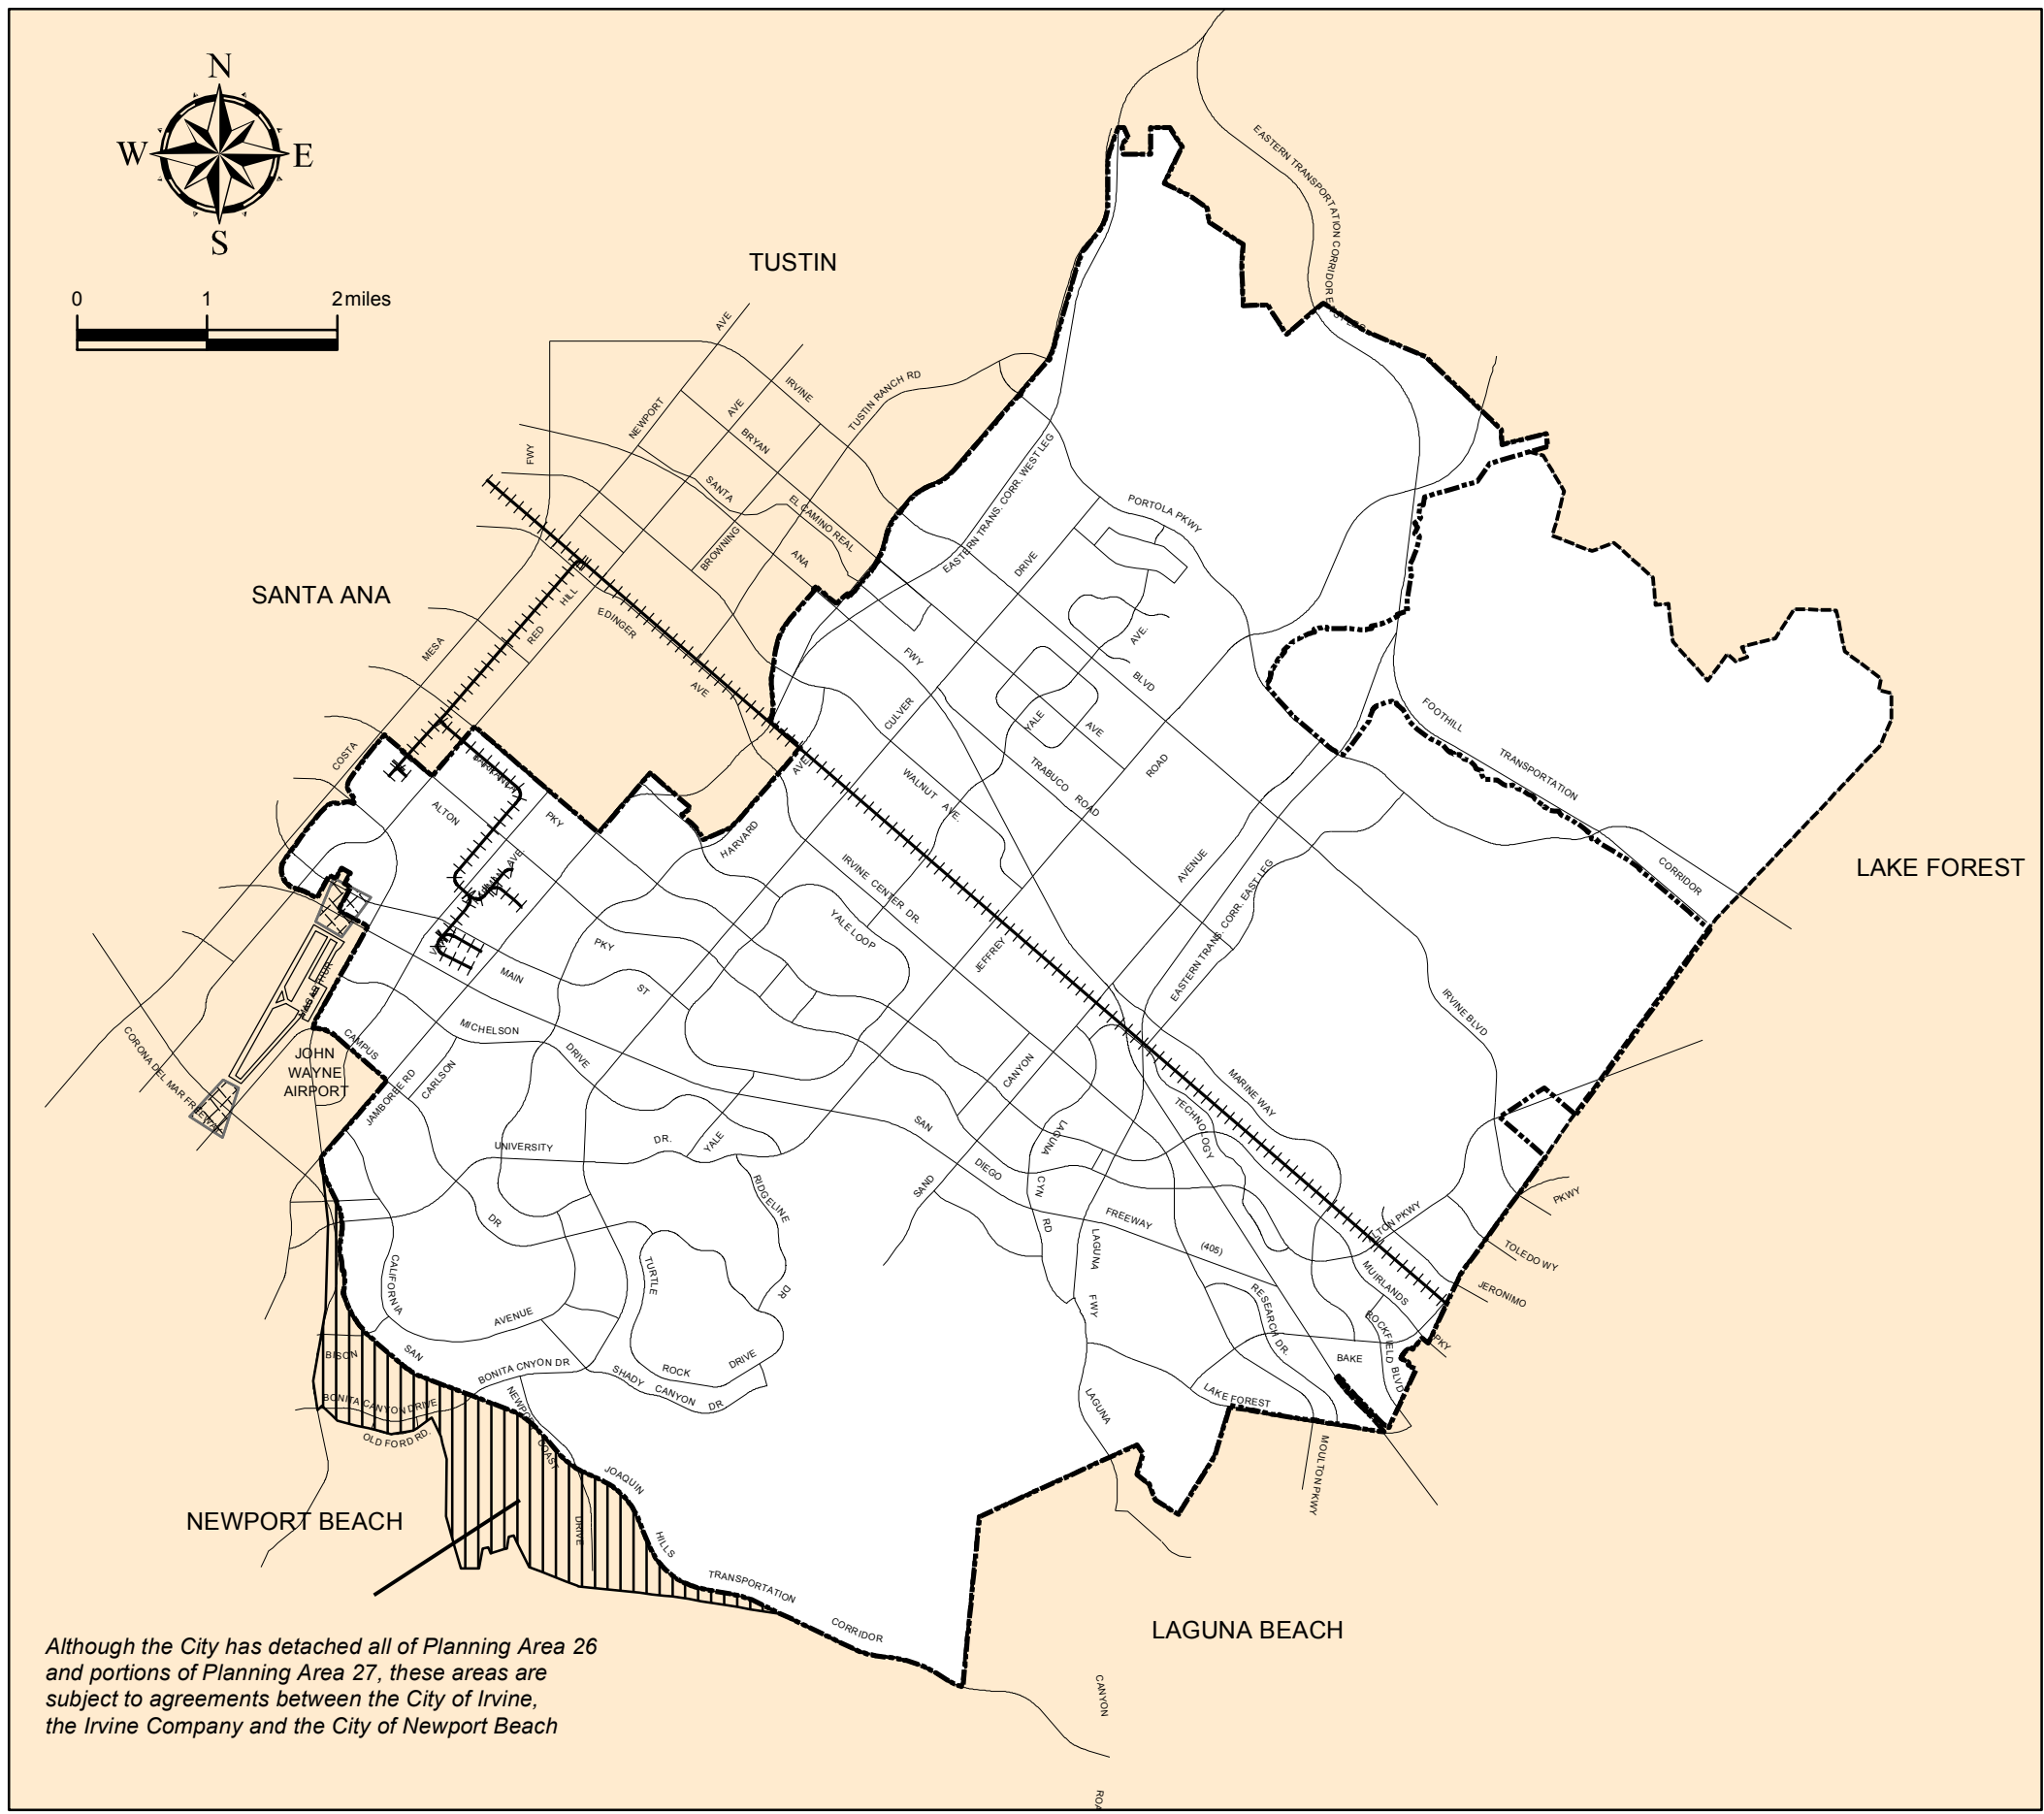 N
W
E
S
0 1 2 miles
TUSTIN
SANTA ANA
LAKE FOREST
NEWPORT BEACH
LAGUNA BEACH
JOHN
WAYNE
AIRPORT
EASTERN TRANSPORTATION CORRIDOR EAST LEG
AVE
NEWPORT
AVE
IRVINE
BRYAN
TUSTIN RANCH RD
FWY
SANTA
EL CAMINO REAL
ANA
BROWNING
RED
HILL
EDINGER
AVE
MESA
COSTA
EASTERN TRANS. CORR. WEST LEG
PORTOLA PKWY
DRIVE
CULVER
FWY
AVE.
YALE
BLVD
AVE
ROAD
TRABUCO
ROAD
WALNUT
AVE.
AVE
HARVARD
FOOTHILL
TRANSPORTATION
CORRIDOR
BARRANCA
PKY
ALTON
AVE.
PKY
MAIN
ST
YALE LOOP
IRVINE CENTER DR.
JEFFREY
AVENUE
EASTERN TRANS. CORR. EAST LEG
IRVINE BLVD
MACARTHUR
CAMPUS
CORONA DEL MAR FREEWAY
JAMBOREE RD
CARLSON
MICHELSON
DRIVE
UNIVERSITY
DR.
YALE
RIDGELINE
DR
DR
CANYON
SAND
SAN
DIEGO
FREEWAY
(405)
LAGUNA
CYN
RD
LAGUNA
FWY
TECHNOLOGY
MARINE WAY
ALTON PKWY
PKWY
TOLEDO WY
JERONIMO
MUIRLANDS
PKY
ROCKFIELD BLVD
BAKE
RESEARCH DR.
LAKE FOREST
MOULTON PKWY
CALIFORNIA
AVENUE
TURTLE
ROCK
DRIVE
SHADY
CANYON
DR
BISON
SAN
BONITA CNYON DR
BONITA CANYON DRIVE
OLD FORD RD.
NEWPORT
COAST
DRIVE
JOAQUIN
HILLS
TRANSPORTATION
CORRIDOR
LAGUNA
CANYON
Although the City has detached all of Planning Area 26
and portions of Planning Area 27, these areas are
subject to agreements between the City of Irvine,
the Irvine Company and the City of Newport Beach